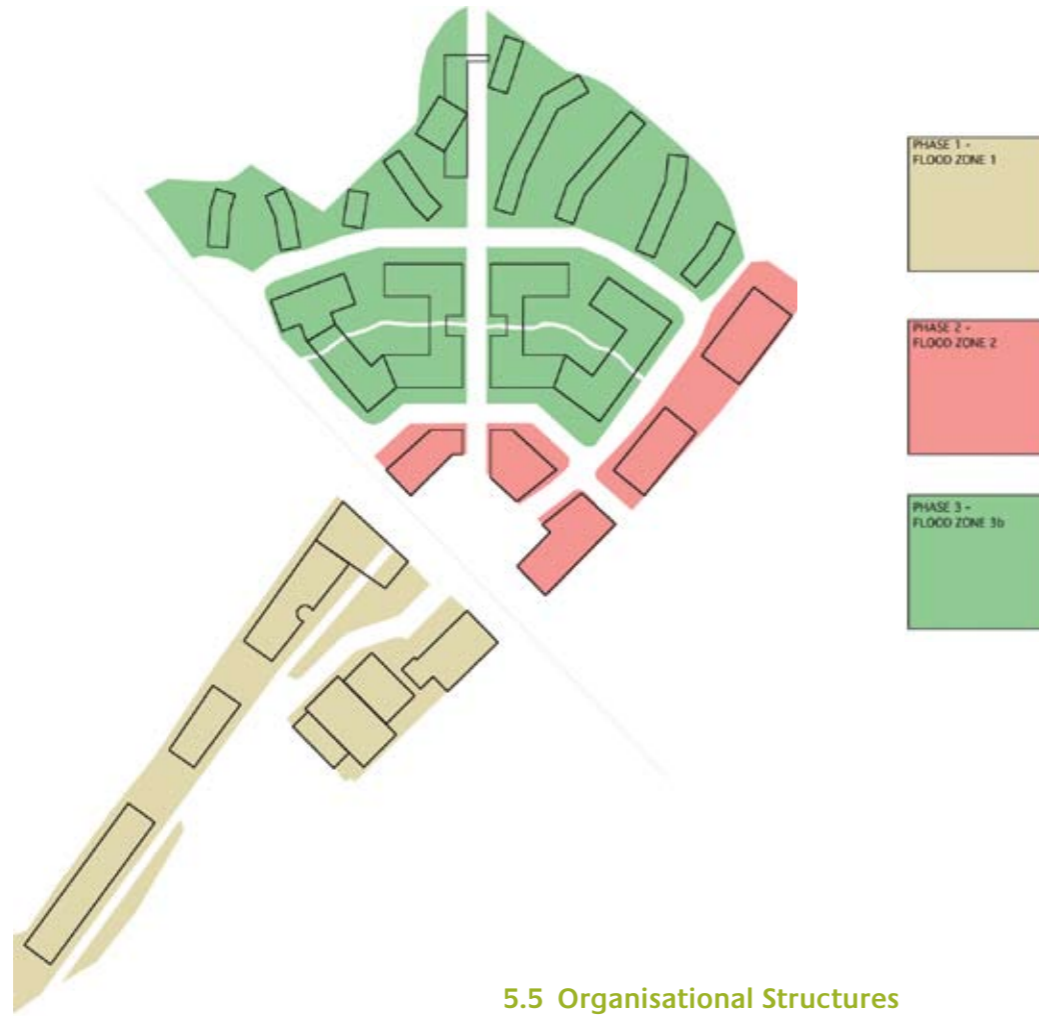 PHASE 1 -
FLOOD ZONE 1
PHASE 2 -
FLOOD ZONE 2
PHASE 3 -
FLOOD ZONE 3b
5.5 Organisational Structures